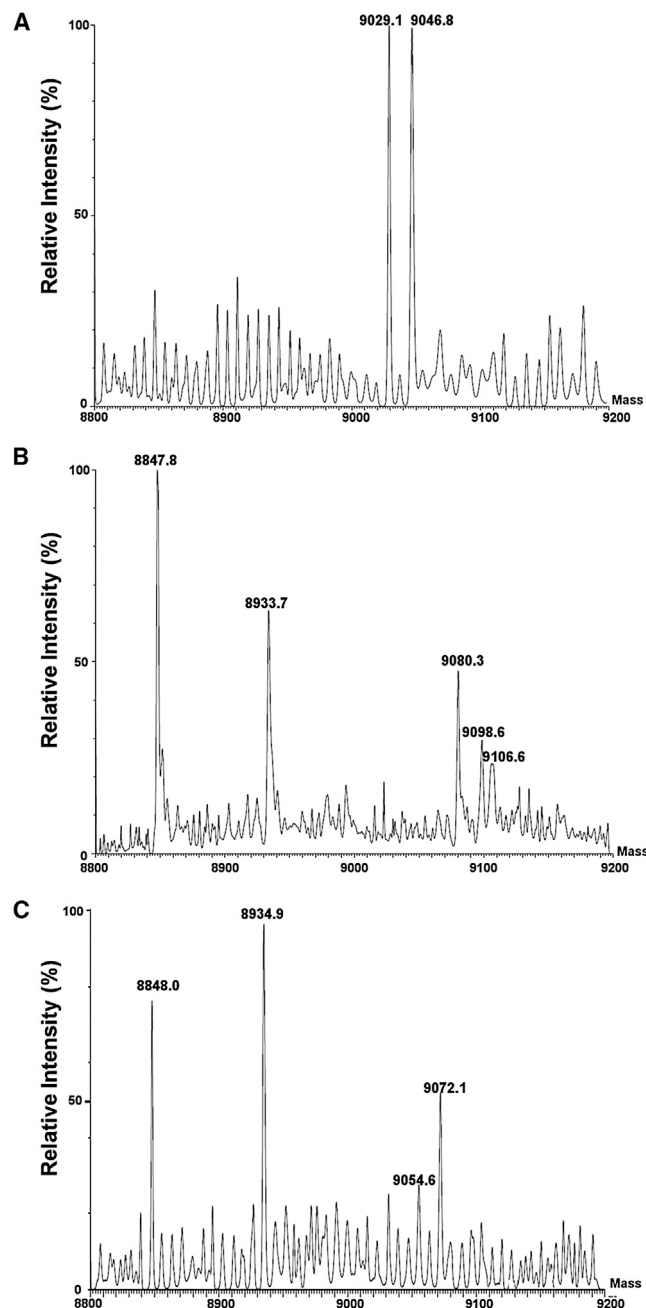 A
Relative Intensity (%)
100
50
0
9029.1 9046.8
8800 8900 9000 9100 9200
Mass
B
Relative Intensity (%)
100
50
0
8847.8
8933.7
9080.3
9098.6
9106.6
8800 8900 9000 9100 9200
Mass
C
Relative Intensity (%)
100
50
0
8934.9
8848.0
9072.1
9054.6
8800 8900 9000 9100 9200
Mass